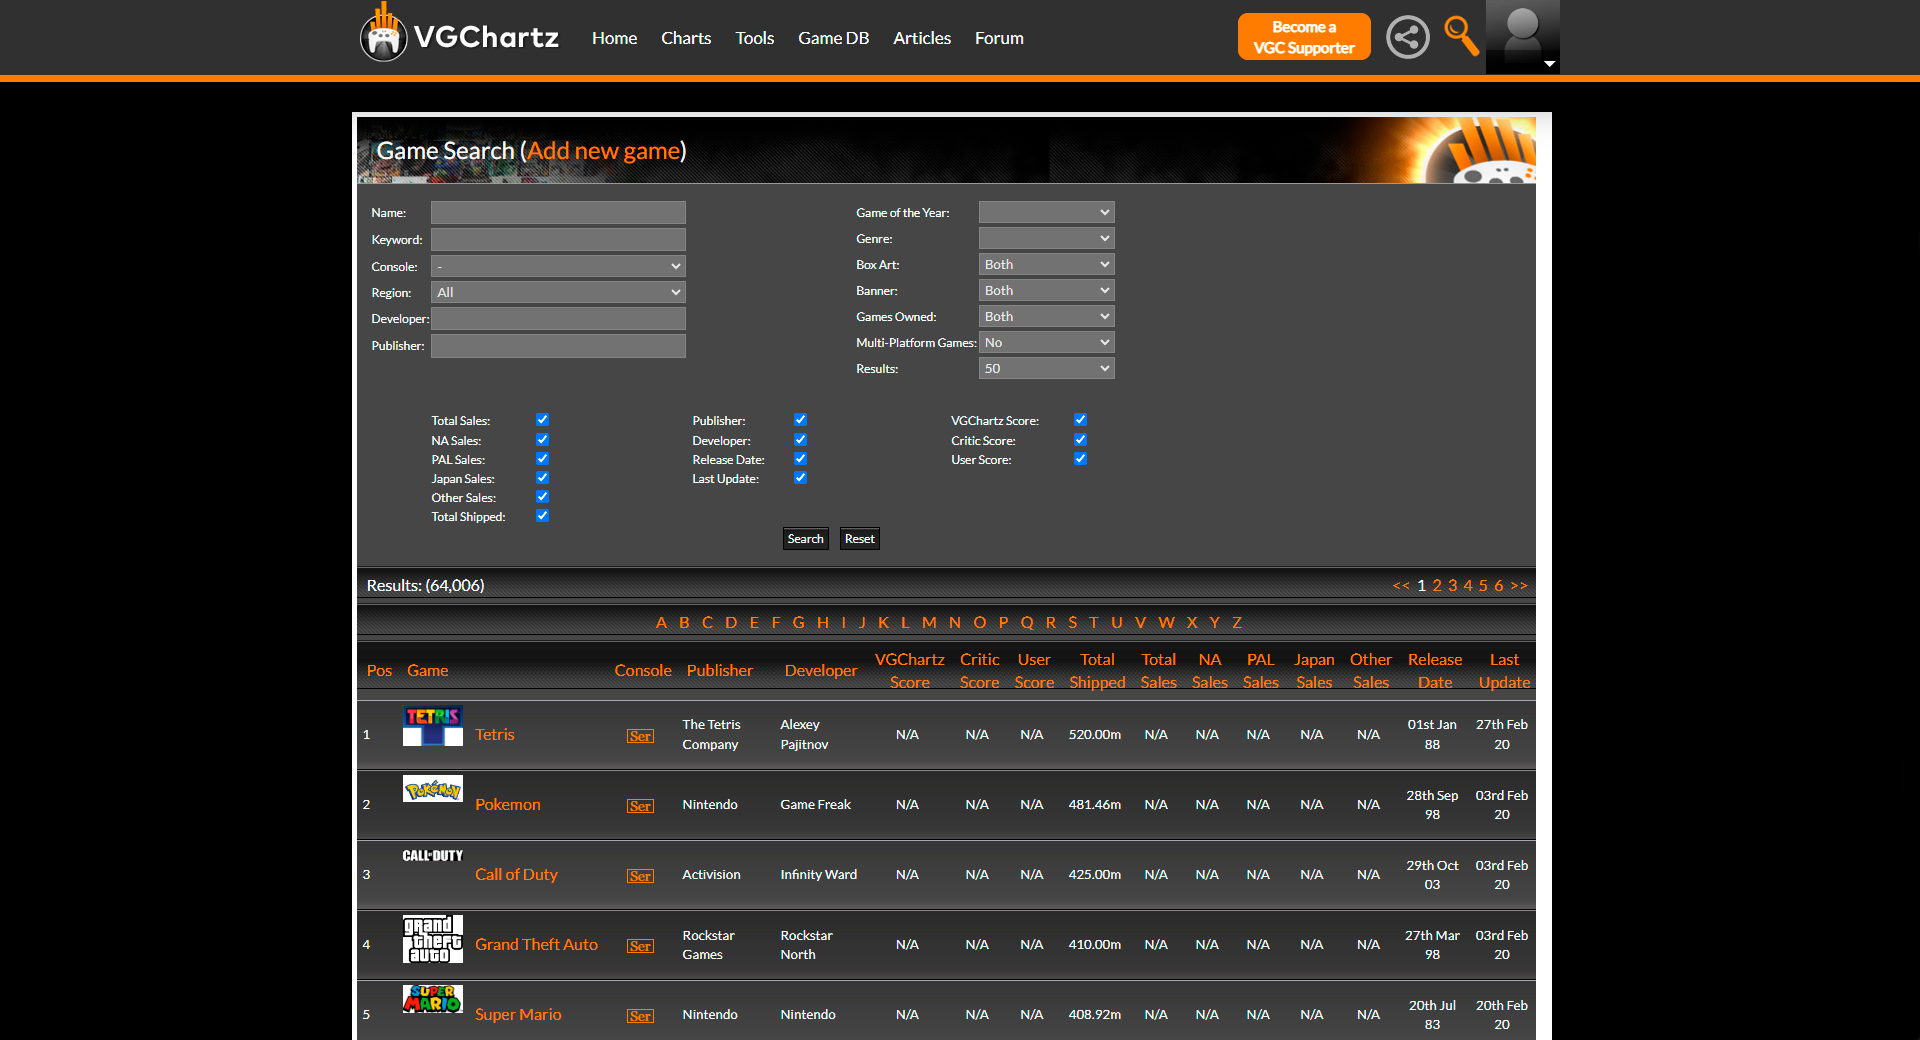 VGChartz Home Charts Tools Game DB Articles Forum Become a VGC Supporter
Game Search (Add new game)
Name: Game of the Year:
Keyword: Genre:
Console: - Box Art: Both
Region: All Banner: Both
Developer: Games Owned: Both
Publisher: Multi-Platform Games: No
Results: 50
Total Sales: Publisher: VGChartz Score:
NA Sales: Developer: Critic Score:
PAL Sales: Release Date: User Score:
Japan Sales: Last Update:
Other Sales:
Total Shipped:
Search Reset
Results: (64,006) << 1 2 3 4 5 6 >>
A B C D E F G H I J K L M N O P Q R S T U V W X Y Z
Pos Game Console Publisher Developer VGChartz Score Critic Score User Score Total Shipped Total Sales NA Sales PAL Sales Japan Sales Other Sales Release Date Last Update
1 TETRIS Tetris Ser The Tetris Company Alexey Pajitnov N/A N/A N/A 520.00m N/A N/A N/A N/A N/A 01st Jan 88 27th Feb 20
2 POKéMON Pokemon Ser Nintendo Game Freak N/A N/A N/A 481.46m N/A N/A N/A N/A N/A 28th Sep 98 03rd Feb 20
3 CALL OF DUTY Call of Duty Ser Activision Infinity Ward N/A N/A N/A 425.00m N/A N/A N/A N/A N/A 29th Oct 03 03rd Feb 20
4 grand theft auto Grand Theft Auto Ser Rockstar Games Rockstar North N/A N/A N/A 410.00m N/A N/A N/A N/A N/A 27th Mar 98 03rd Feb 20
5 SUPER MARIO Super Mario Ser Nintendo Nintendo N/A N/A N/A 408.92m N/A N/A N/A N/A N/A 20th Jul 83 20th Feb 20